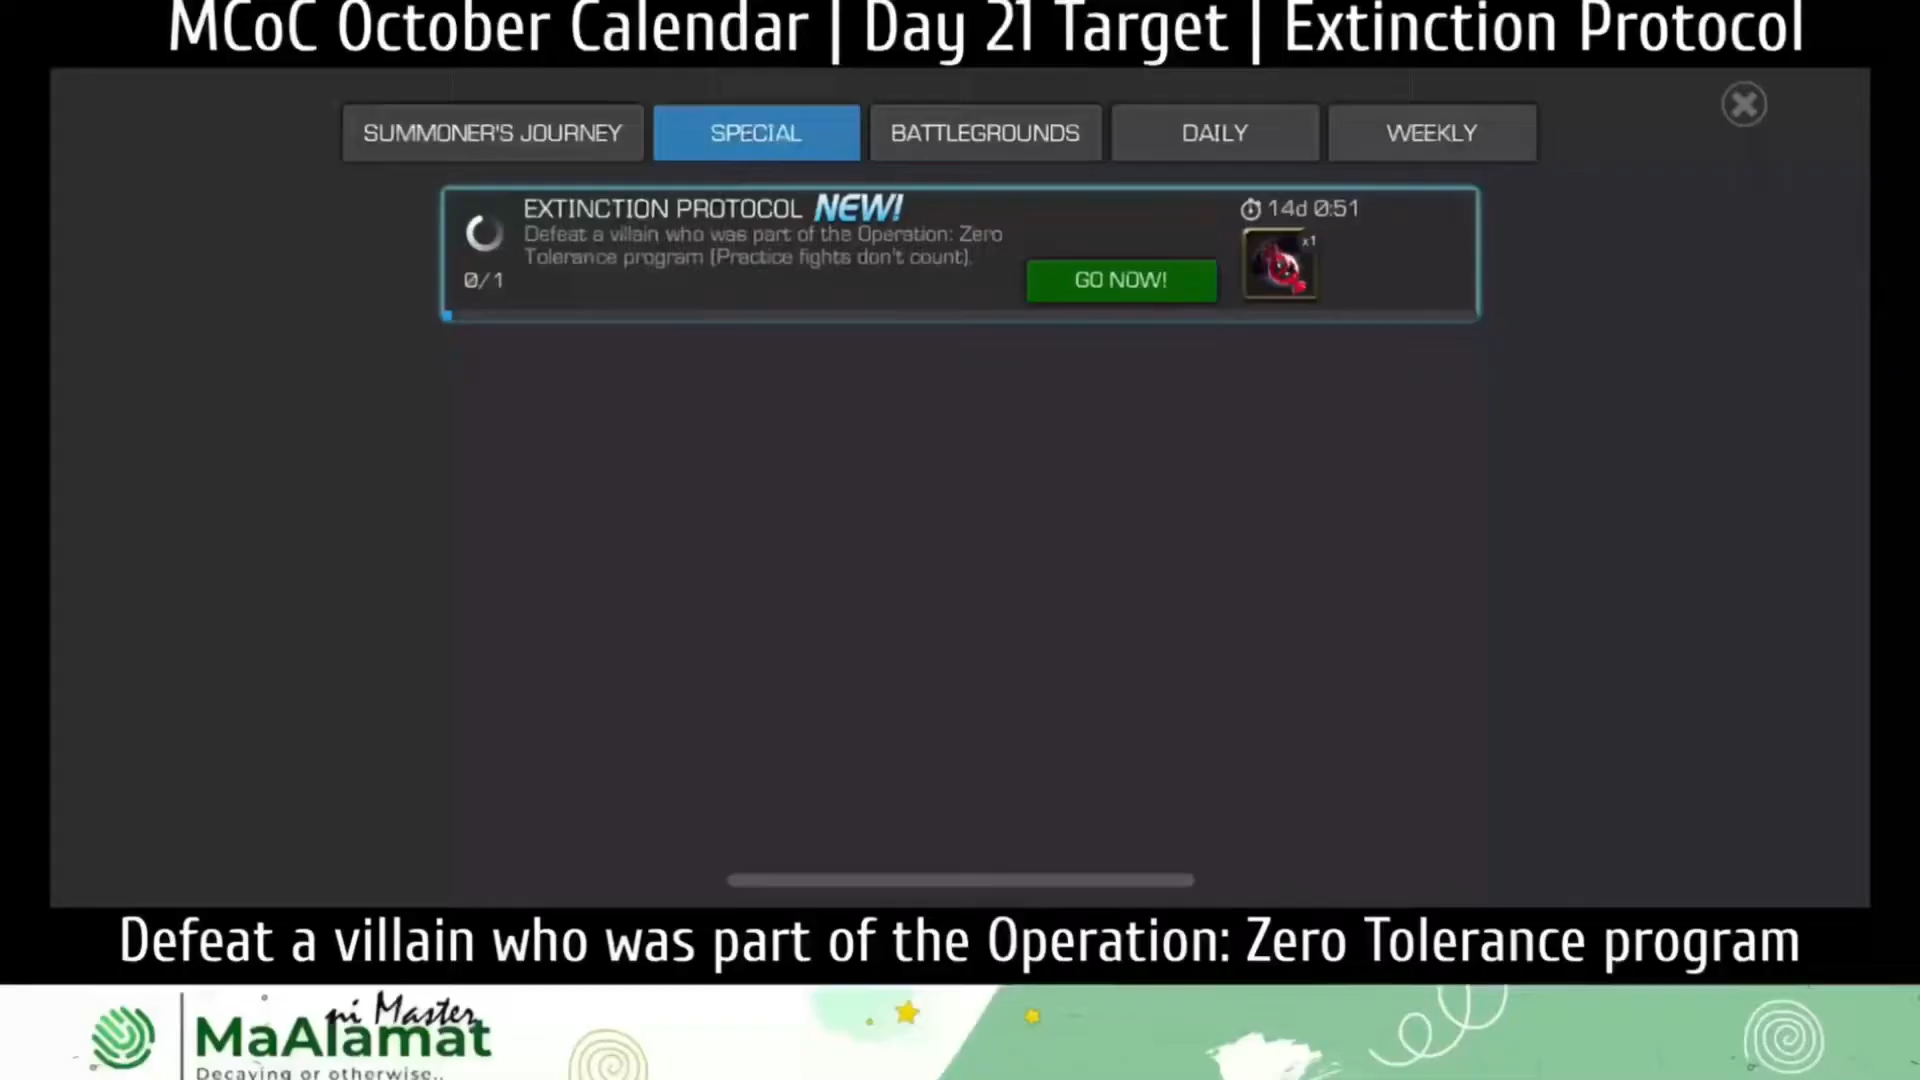 MCoC October Calendar | Day 21 Target | Extinction Protocol
SUMMONER'S JOURNEY
SPECIAL
BATTLEGROUNDS
DAILY
WEEKLY
EXTINCTION PROTOCOL NEW!
14d 0:51
Defeat a villain who was part of the Operation: Zero
Tolerance program (Practice fights don't count).
x1
0/1
GO NOW!
Defeat a villain who was part of the Operation: Zero Tolerance program
ni Master
MaAlamat
Decaying or otherwise..